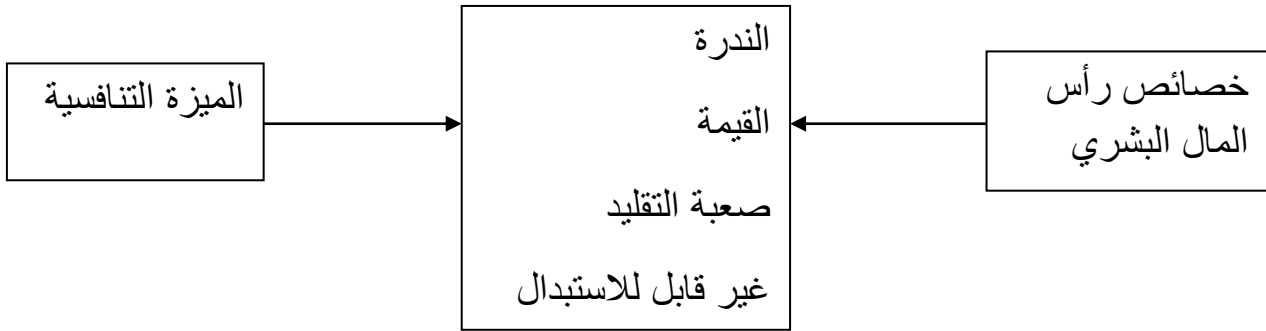 خصائص رأس
المال البشري
الندرة
القيمة
صعبة التقليد
غير قابل للاستبدال
الميزة التنافسية